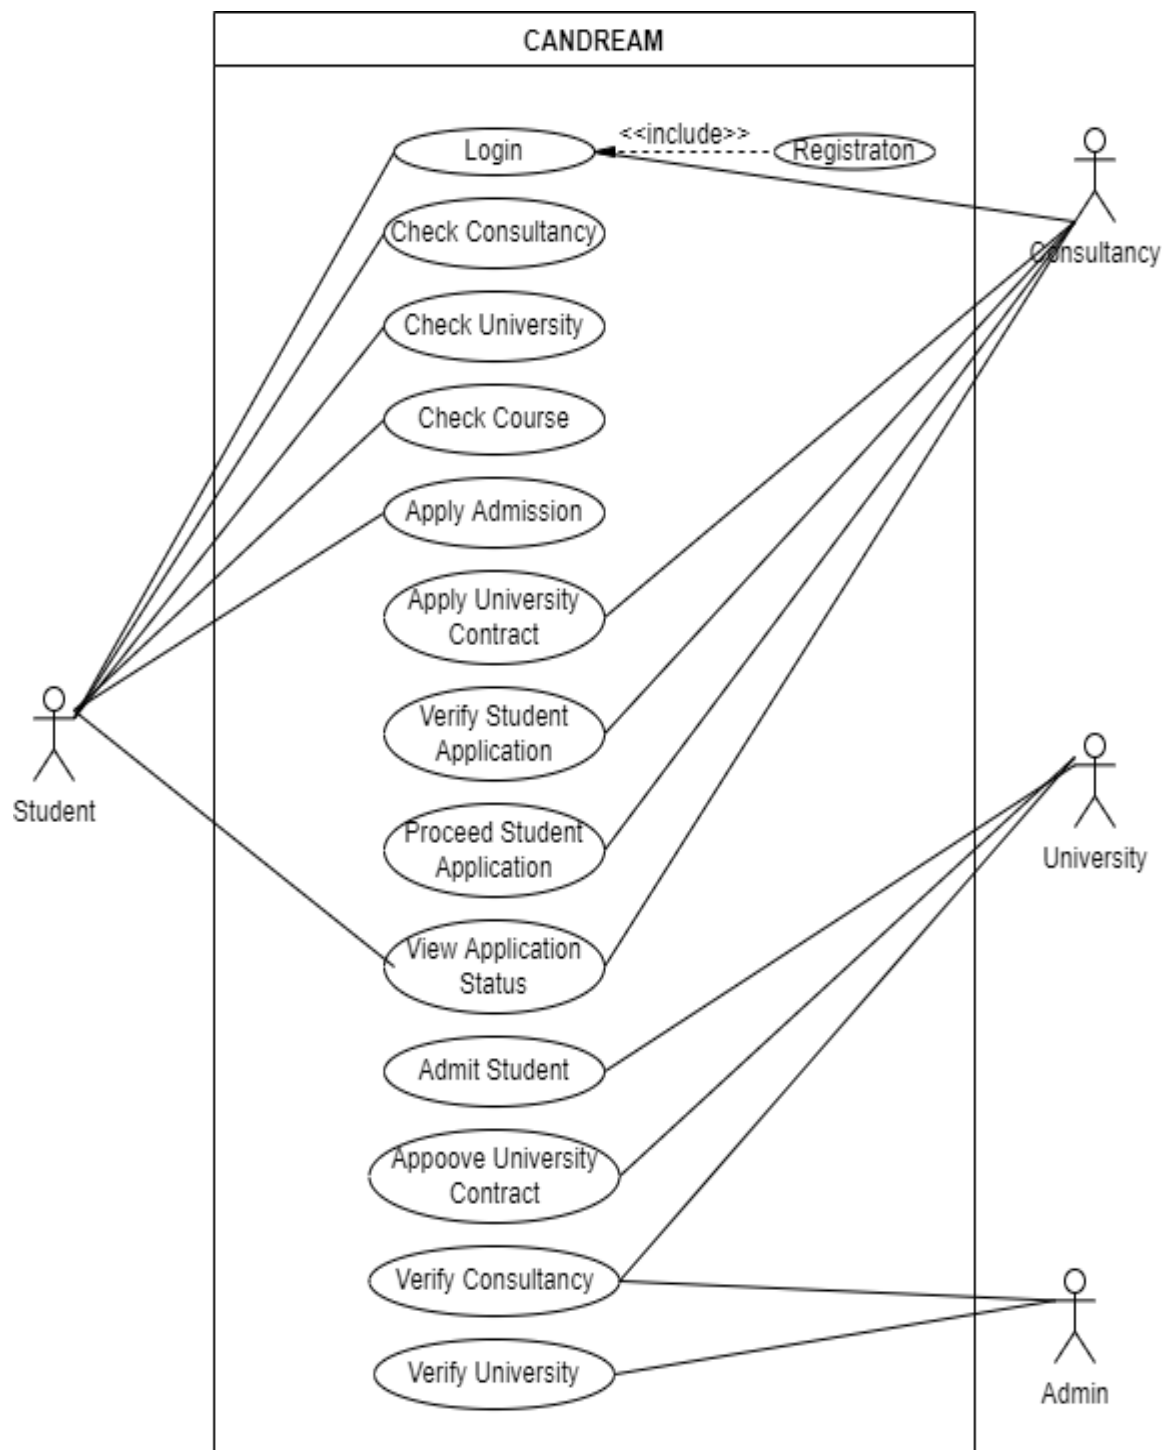 CANDREAM
<<include>>
Login
Registraton
Check Consultancy
Consultancy
Check University
Check Course
Apply Admission
Apply University
Contract
Verify Student
Application
Student
Proceed Student
Application
University
View Application
Status
Admit Student
Appoove University
Contract
Verify Consultancy
Verify University
Admin